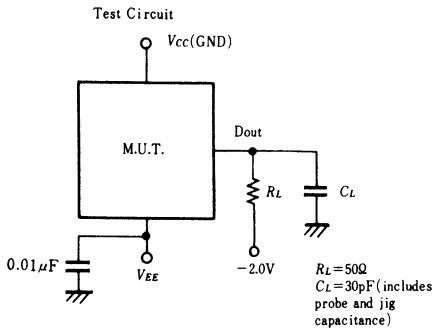 Test Circuit
Vcc(GND)
Dout
M.U.T.
RL
CL
0.01μF
VEE
−2.0V
RL=50Ω
CL=30pF(includes
probe and jig
capacitance)